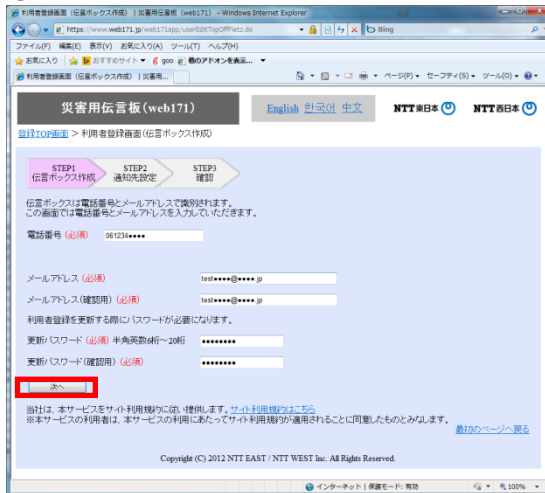 利用者登録画面(伝言ボックス作成) | 災害用伝言板 (web171) - Windows Internet Explorer
https://www.web171.jp/web171app/userEditTopOffFietz.do
Bing
ファイル(F) 編集(E) 表示(V) お気に入り(A) ツール(T) ヘルプ(H)
お気に入り おすすめサイト goo 他のアドオンを表示...
利用者登録画面(伝言ボックス作成) | 災害用...
ページ(P) セーフティ(S) ツール(O)
災害用伝言板(web171)
English 한국어 中文 NTT東日本 NTT西日本
登録TOP画面 > 利用者登録画面(伝言ボックス作成)
STEP1 STEP2 STEP3
伝言ボックス作成 通知先設定 確認
伝言ボックスは電話番号とメールアドレスで識別されます。
この画面では電話番号とメールアドレスを入力していただきます。
電話番号 (必須) 061234●●●●
メールアドレス (必須) test●●●●@●●●●.jp
メールアドレス(確認用) (必須) test●●●●@●●●●.jp
利用者登録を更新する際にパスワードが必要になります。
更新パスワード (必須) 半角英数6桁～20桁 ●●●●●●●●
更新パスワード(確認用) (必須) ●●●●●●●●
次へ
当社は、本サービスをサイト利用規約に従い提供します。サイト利用規約はこちら
※本サービスの利用者は、本サービスの利用にあたってサイト利用規約が適用されることに同意したものとみなします。
最初のページへ戻る
Copyright (C) 2012 NTT EAST / NTT WEST Inc. All Rights Reserved.
インターネット | 保護モード: 有効 100%